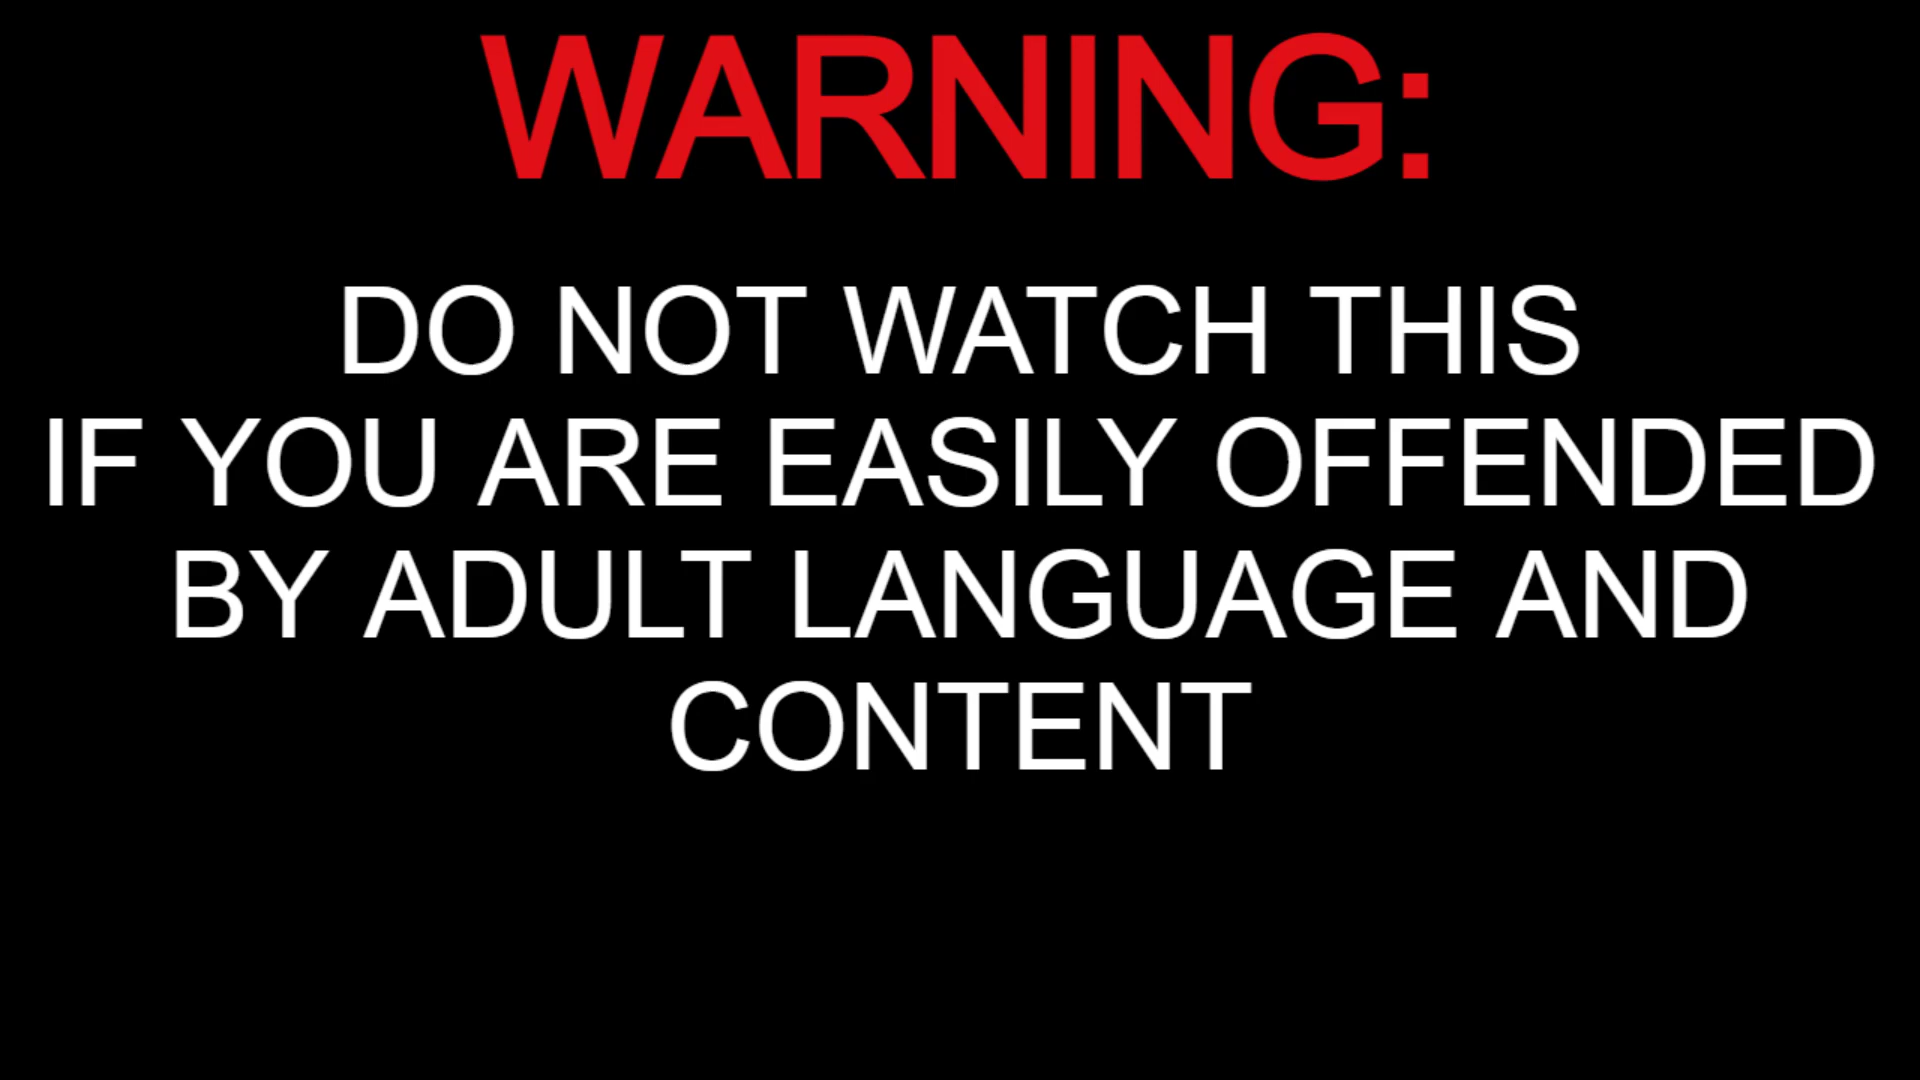 WARNING:
DO NOT WATCH THIS
IF YOU ARE EASILY OFFENDED
BY ADULT LANGUAGE AND
CONTENT